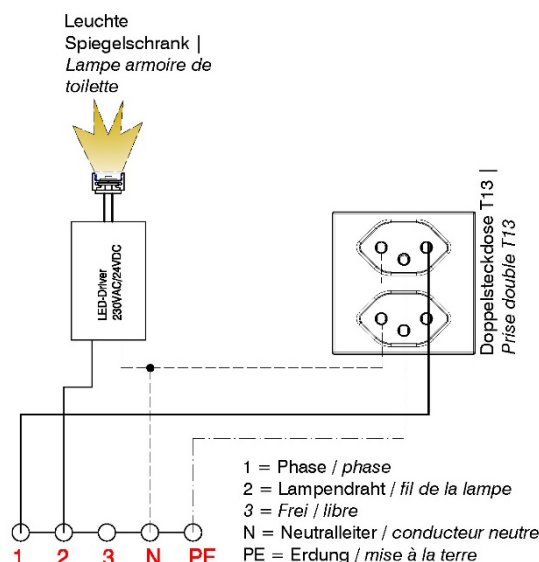 Leuchte
Spiegelschrank |
Lampe armoire de
toilette
LED-Driver
230VAC/24VDC
Doppelsteckdose T13 |
Prise double T13
1 = Phase / phase
2 = Lampendraht / fil de la lampe
3 = Frei / libre
N = Neutralleiter / conducteur neutre
PE = Erdung / mise à la terre
1 2 3 N PE